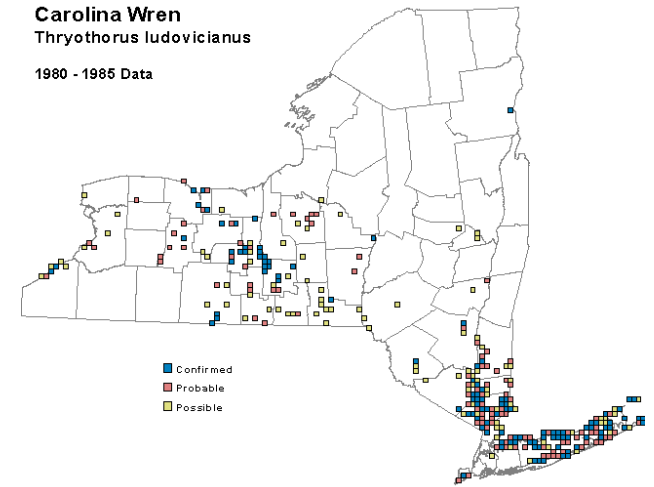 Carolina Wren
Thryothorus ludovicianus
1980 - 1985 Data
Confirmed
Probable
Possible